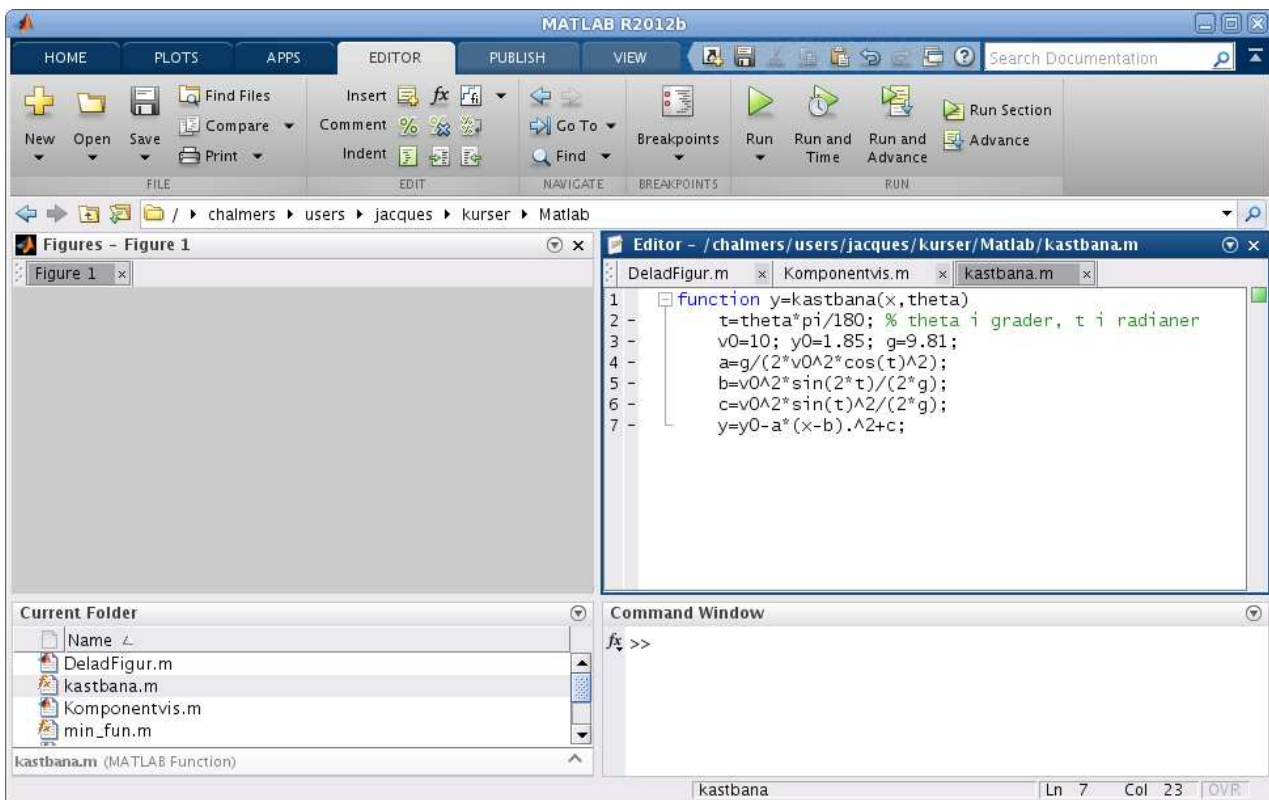 MATLAB R2012b
HOME PLOTS APPS EDITOR PUBLISH VIEW Search Documentation
New Open Save
Find Files
Compare
Print
FILE
Insert fx
Comment
Indent
EDIT
Go To
Find
NAVIGATE
Breakpoints
BREAKPOINTS
Run Run and Time Run and Advance
Run Section
Advance
RUN
/ chalmers users jacques kurser Matlab
Figures - Figure 1
Figure 1
Editor - /chalmers/users/jacques/kurser/Matlab/kastbana.m
DeladFigur.m Komponentvis.m kastbana.m
1 function y=kastbana(x,theta)
2 - t=theta*pi/180; % theta i grader, t i radianer
3 - v0=10; y0=1.85; g=9.81;
4 - a=g/(2*v0^2*cos(t)^2);
5 - b=v0^2*sin(2*t)/(2*g);
6 - c=v0^2*sin(t)^2/(2*g);
7 - y=y0-a*(x-b).^2+c;
Current Folder
Name
DeladFigur.m
kastbana.m
Komponentvis.m
min_fun.m
kastbana.m (MATLAB Function)
Command Window
fx >>
kastbana Ln 7 Col 23 OVR